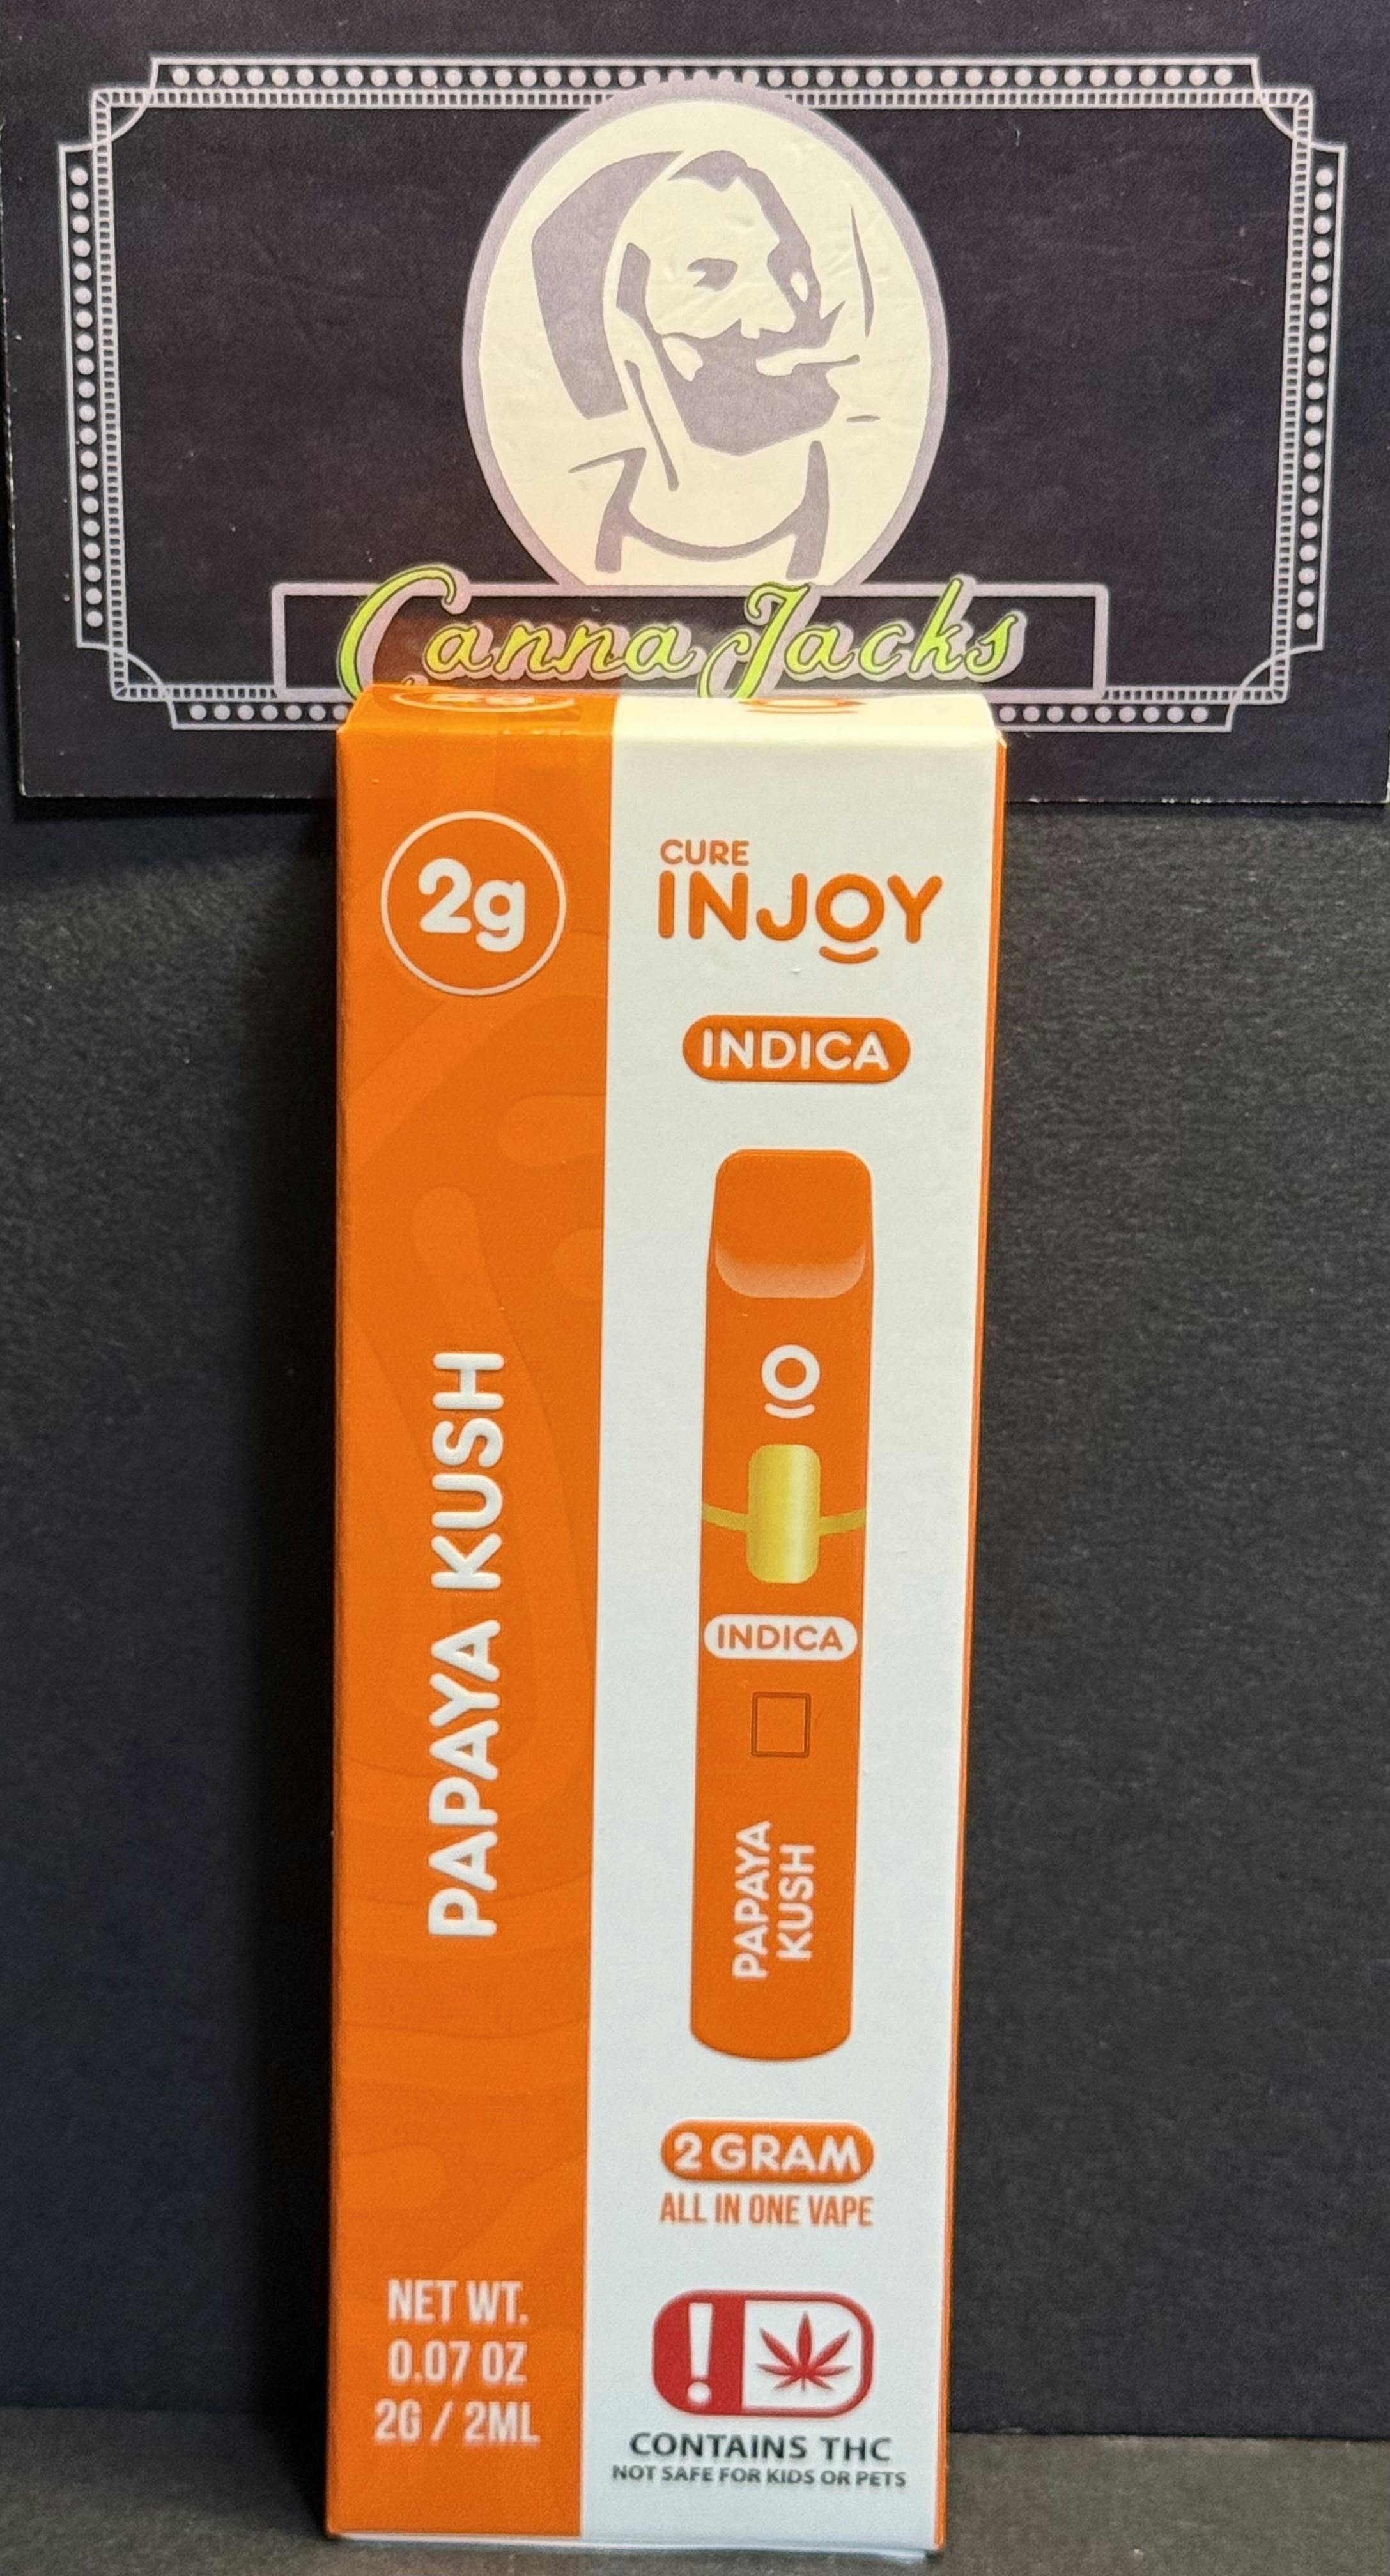 Canna Jacks
2g
PAPAYA KUSH
NET WT.
0.07 OZ
2G / 2ML
CURE
INJOY
INDICA
INDICA
PAPAYA
KUSH
2 GRAM
ALL IN ONE VAPE
!
CONTAINS THC
NOT SAFE FOR KIDS OR PETS